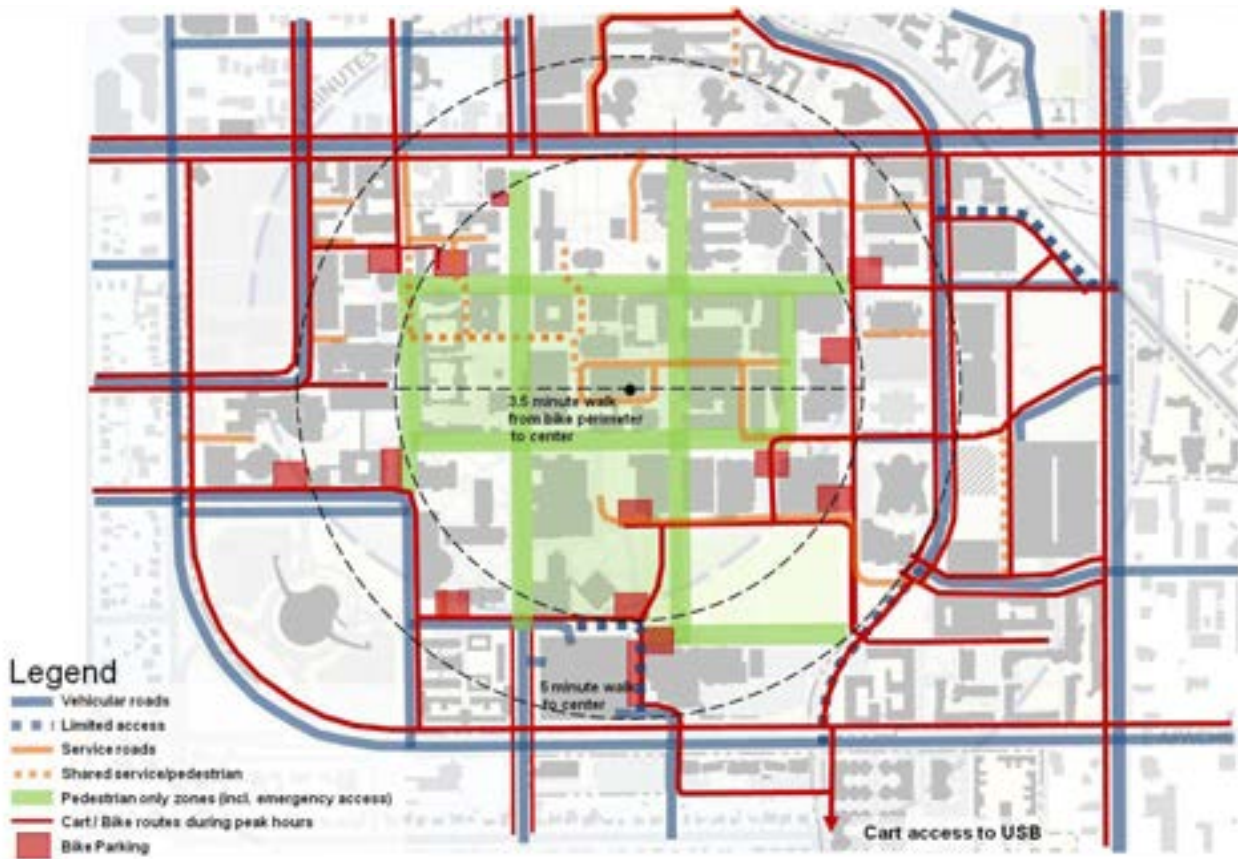 MINUTES
3.5 minute walk
from bike perimeter
to center
5 minute walk
to center
Legend
Vehicular roads
Limited access
Service roads
Shared service/pedestrian
Pedestrian only zones (incl. emergency access)
Cart / Bike routes during peak hours
Bike Parking
Cart access to USB